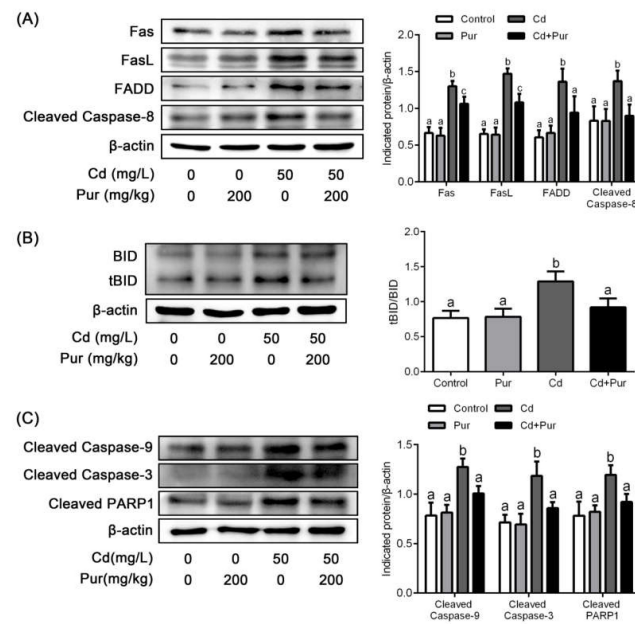 (A)
Fas
FasL
FADD
Cleaved Caspase-8
β-actin
Cd (mg/L) 0 0 50 50
Pur (mg/kg) 0 200 0 200
Control Cd
Pur Cd+Pur
Indicated protein/β-actin
2.0
1.5
1.0
0.5
0.0
a a b c
a a b c
a a b a
a a b a
Fas FasL FADD Cleaved
Caspase-8
(B)
BID
tBID
β-actin
Cd (mg/L) 0 0 50 50
Pur (mg/kg) 0 200 0 200
tBID/BID
2.0
1.5
1.0
0.5
0.0
a a b a
Control Pur Cd Cd+Pur
(C)
Cleaved Caspase-9
Cleaved Caspase-3
Cleaved PARP1
β-actin
Cd(mg/L) 0 0 50 50
Pur(mg/kg) 0 200 0 200
Control Cd
Pur Cd+Pur
Indicated protein/β-actin
1.5
1.0
0.5
0.0
a a b a
a a b a
a a b a
Cleaved Cleaved Cleaved
Caspase-9 Caspase-3 PARP1